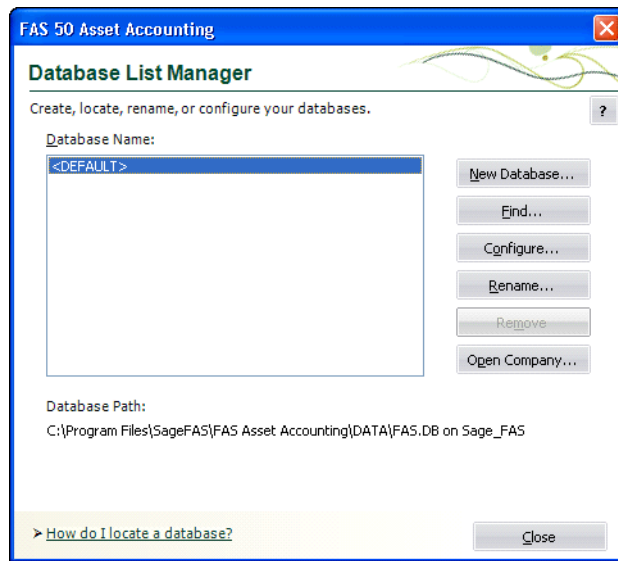 FAS 50 Asset Accounting
Database List Manager
Create, locate, rename, or configure your databases.
?
Database Name:
<DEFAULT>
New Database...
Find...
Configure...
Rename...
Remove
Open Company...
Database Path:
C:\Program Files\SageFAS\FAS Asset Accounting\DATA\FAS.DB on Sage_FAS
> How do I locate a database?
Close